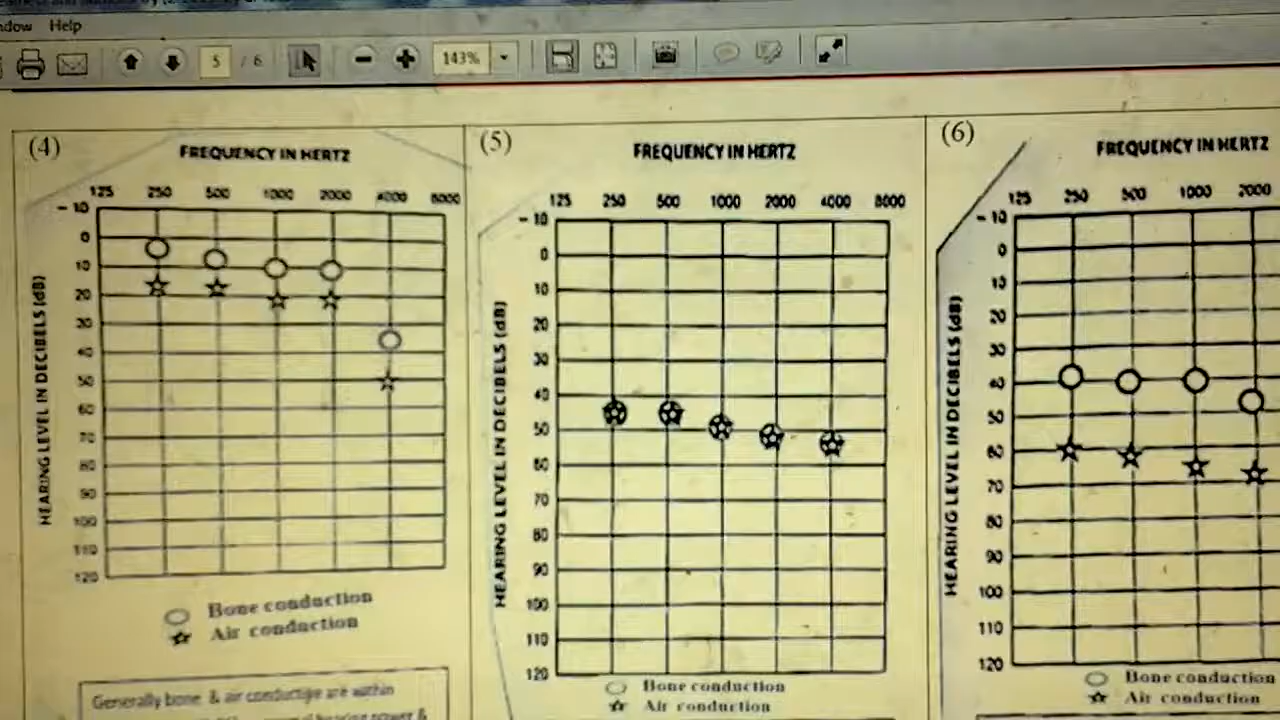 Help
5 / 6
143%
(4)
FREQUENCY IN HERTZ
125 250 500 1000 2000 4000 8000
- 10
0
10
20
30
40
50
60
70
80
90
100
110
120
HEARING LEVEL IN DECIBELS (dB)
Bone conduction
Air conduction
Generally bone & air conduction are within
(5)
FREQUENCY IN HERTZ
125 250 500 1000 2000 4000 8000
- 10
0
10
20
30
40
50
60
70
80
90
100
110
120
HEARING LEVEL IN DECIBELS (dB)
Bone conduction
Air conduction
(6)
FREQUENCY IN HERTZ
125 250 500 1000 2000
- 10
0
10
20
30
40
50
60
70
80
90
100
110
120
HEARING LEVEL IN DECIBELS (dB)
Bone conduction
Air conduction